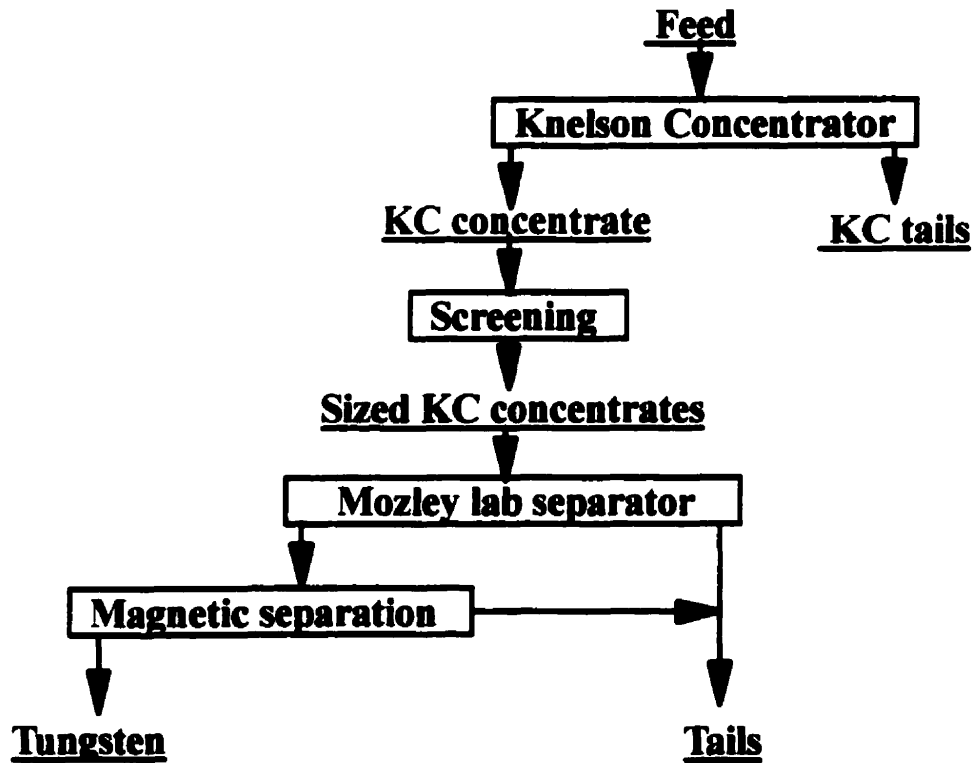 Feed
Knelson Concentrator
KC concentrate
KC tails
Screening
Sized KC concentrates
Mozley lab separator
Magnetic separation
Tungsten
Tails